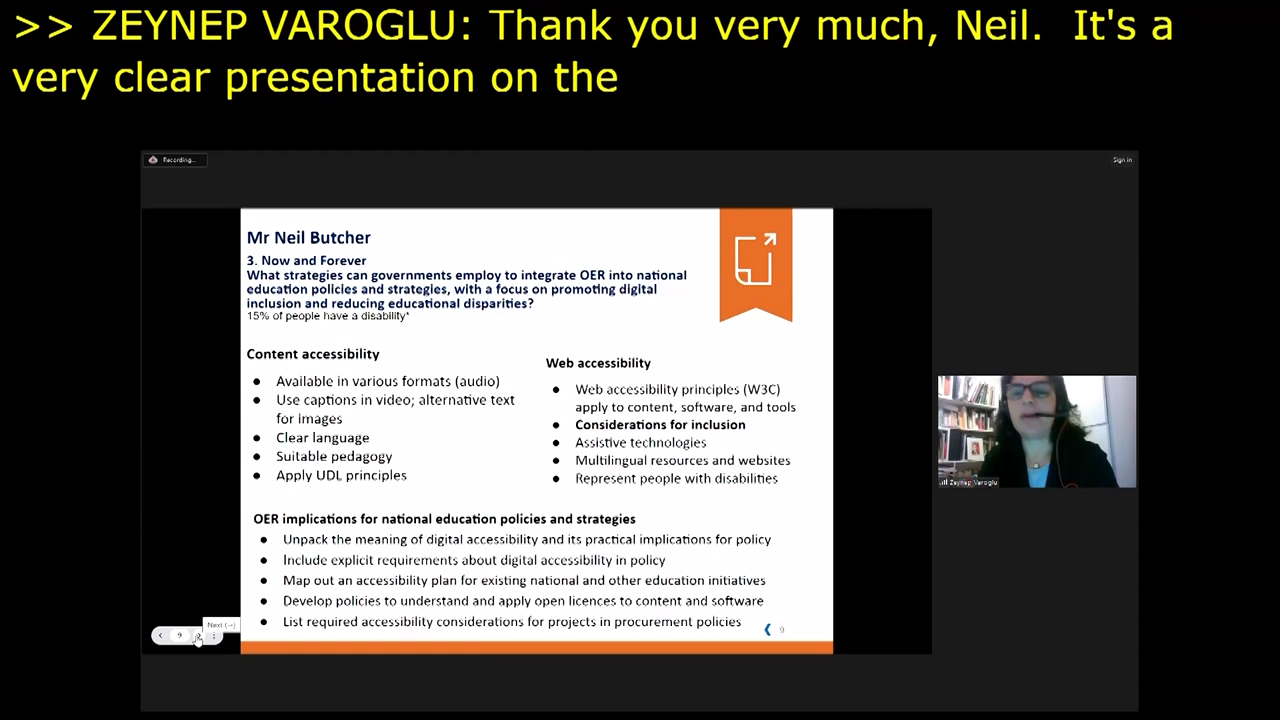 >> ZEYNEP VAROGLU: Thank you very much, Neil.  It's a
very clear presentation on the
Recording...
Sign in
Mr Neil Butcher
3. Now and Forever
What strategies can governments employ to integrate OER into national
education policies and strategies, with a focus on promoting digital
inclusion and reducing educational disparities?
15% of people have a disability*
Content accessibility
● Available in various formats (audio)
● Use captions in video; alternative text
for images
● Clear language
● Suitable pedagogy
● Apply UDL principles
Web accessibility
● Web accessibility principles (W3C)
apply to content, software, and tools
● Considerations for inclusion
● Assistive technologies
● Multilingual resources and websites
● Represent people with disabilities
Zeynep Varoglu
OER implications for national education policies and strategies
● Unpack the meaning of digital accessibility and its practical implications for policy
● Include explicit requirements about digital accessibility in policy
● Map out an accessibility plan for existing national and other education initiatives
● Develop policies to understand and apply open licences to content and software
● List required accessibility considerations for projects in procurement policies
Next (→)
9
9